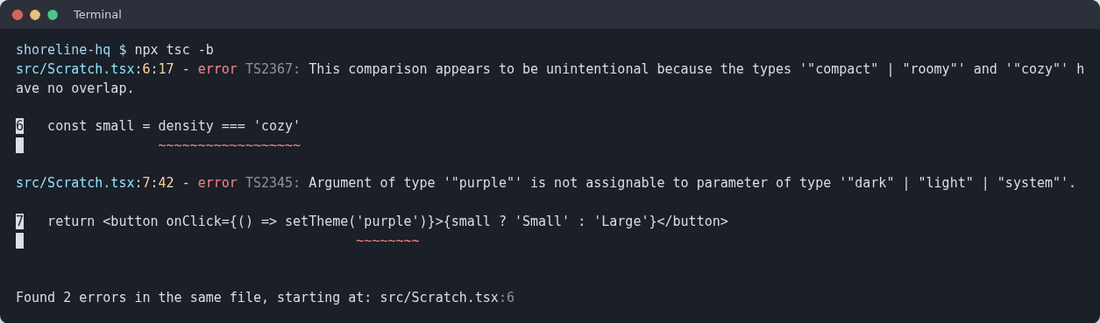 Terminal
shoreline-hq $ npx tsc -b
src/Scratch.tsx:6:17 - error TS2367: This comparison appears to be unintentional because the types '"compact" | "roomy"' and '"cozy"' h
ave no overlap.
6   const small = density === 'cozy'
~~~~~~~~~~~~~~~~~~
src/Scratch.tsx:7:42 - error TS2345: Argument of type '"purple"' is not assignable to parameter of type '"dark" | "light" | "system"'.
7   return <button onClick={() => setTheme('purple')}>{small ? 'Small' : 'Large'}</button>
~~~~~~~~
Found 2 errors in the same file, starting at: src/Scratch.tsx:6